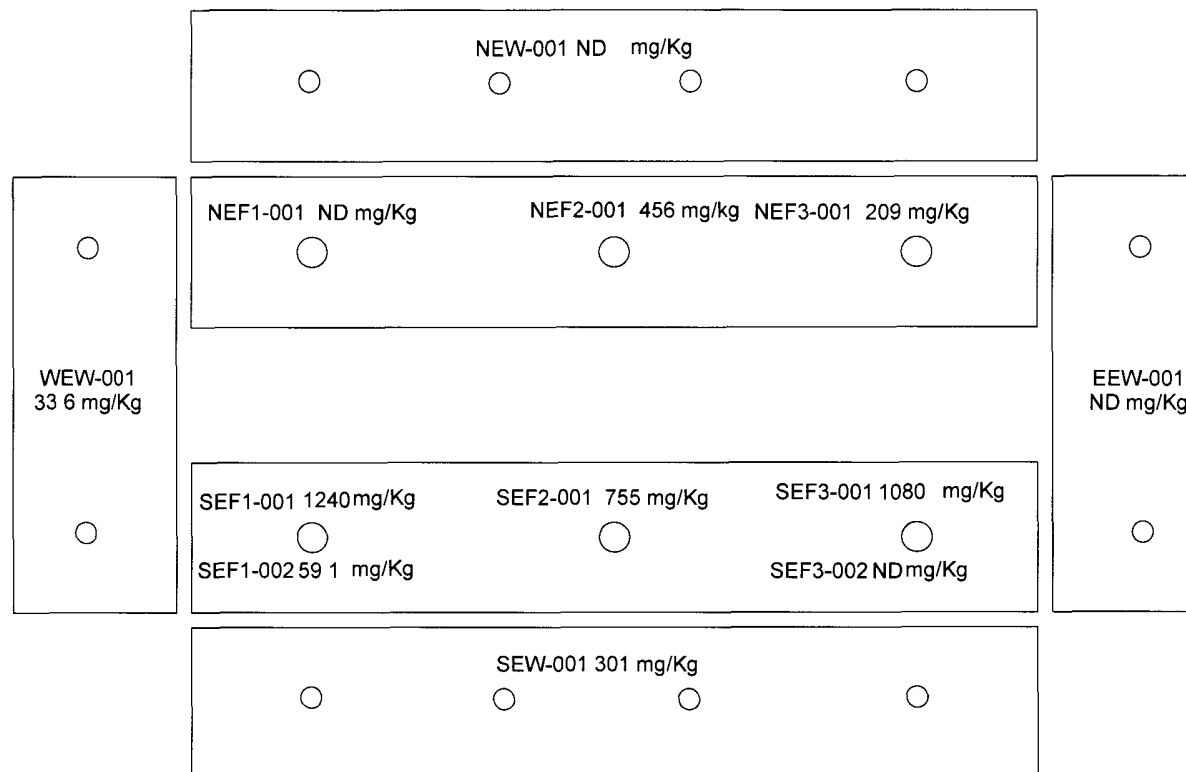 NEW-001 ND mg/Kg
NEF1-001 ND mg/Kg
NEF2-001 456 mg/kg
NEF3-001 209 mg/Kg
WEW-001
33 6 mg/Kg
EEW-001
ND mg/Kg
SEF1-001 1240 mg/Kg
SEF2-001 755 mg/Kg
SEF3-001 1080 mg/Kg
SEF1-002 59 1 mg/Kg
SEF3-002 ND mg/Kg
SEW-001 301 mg/Kg